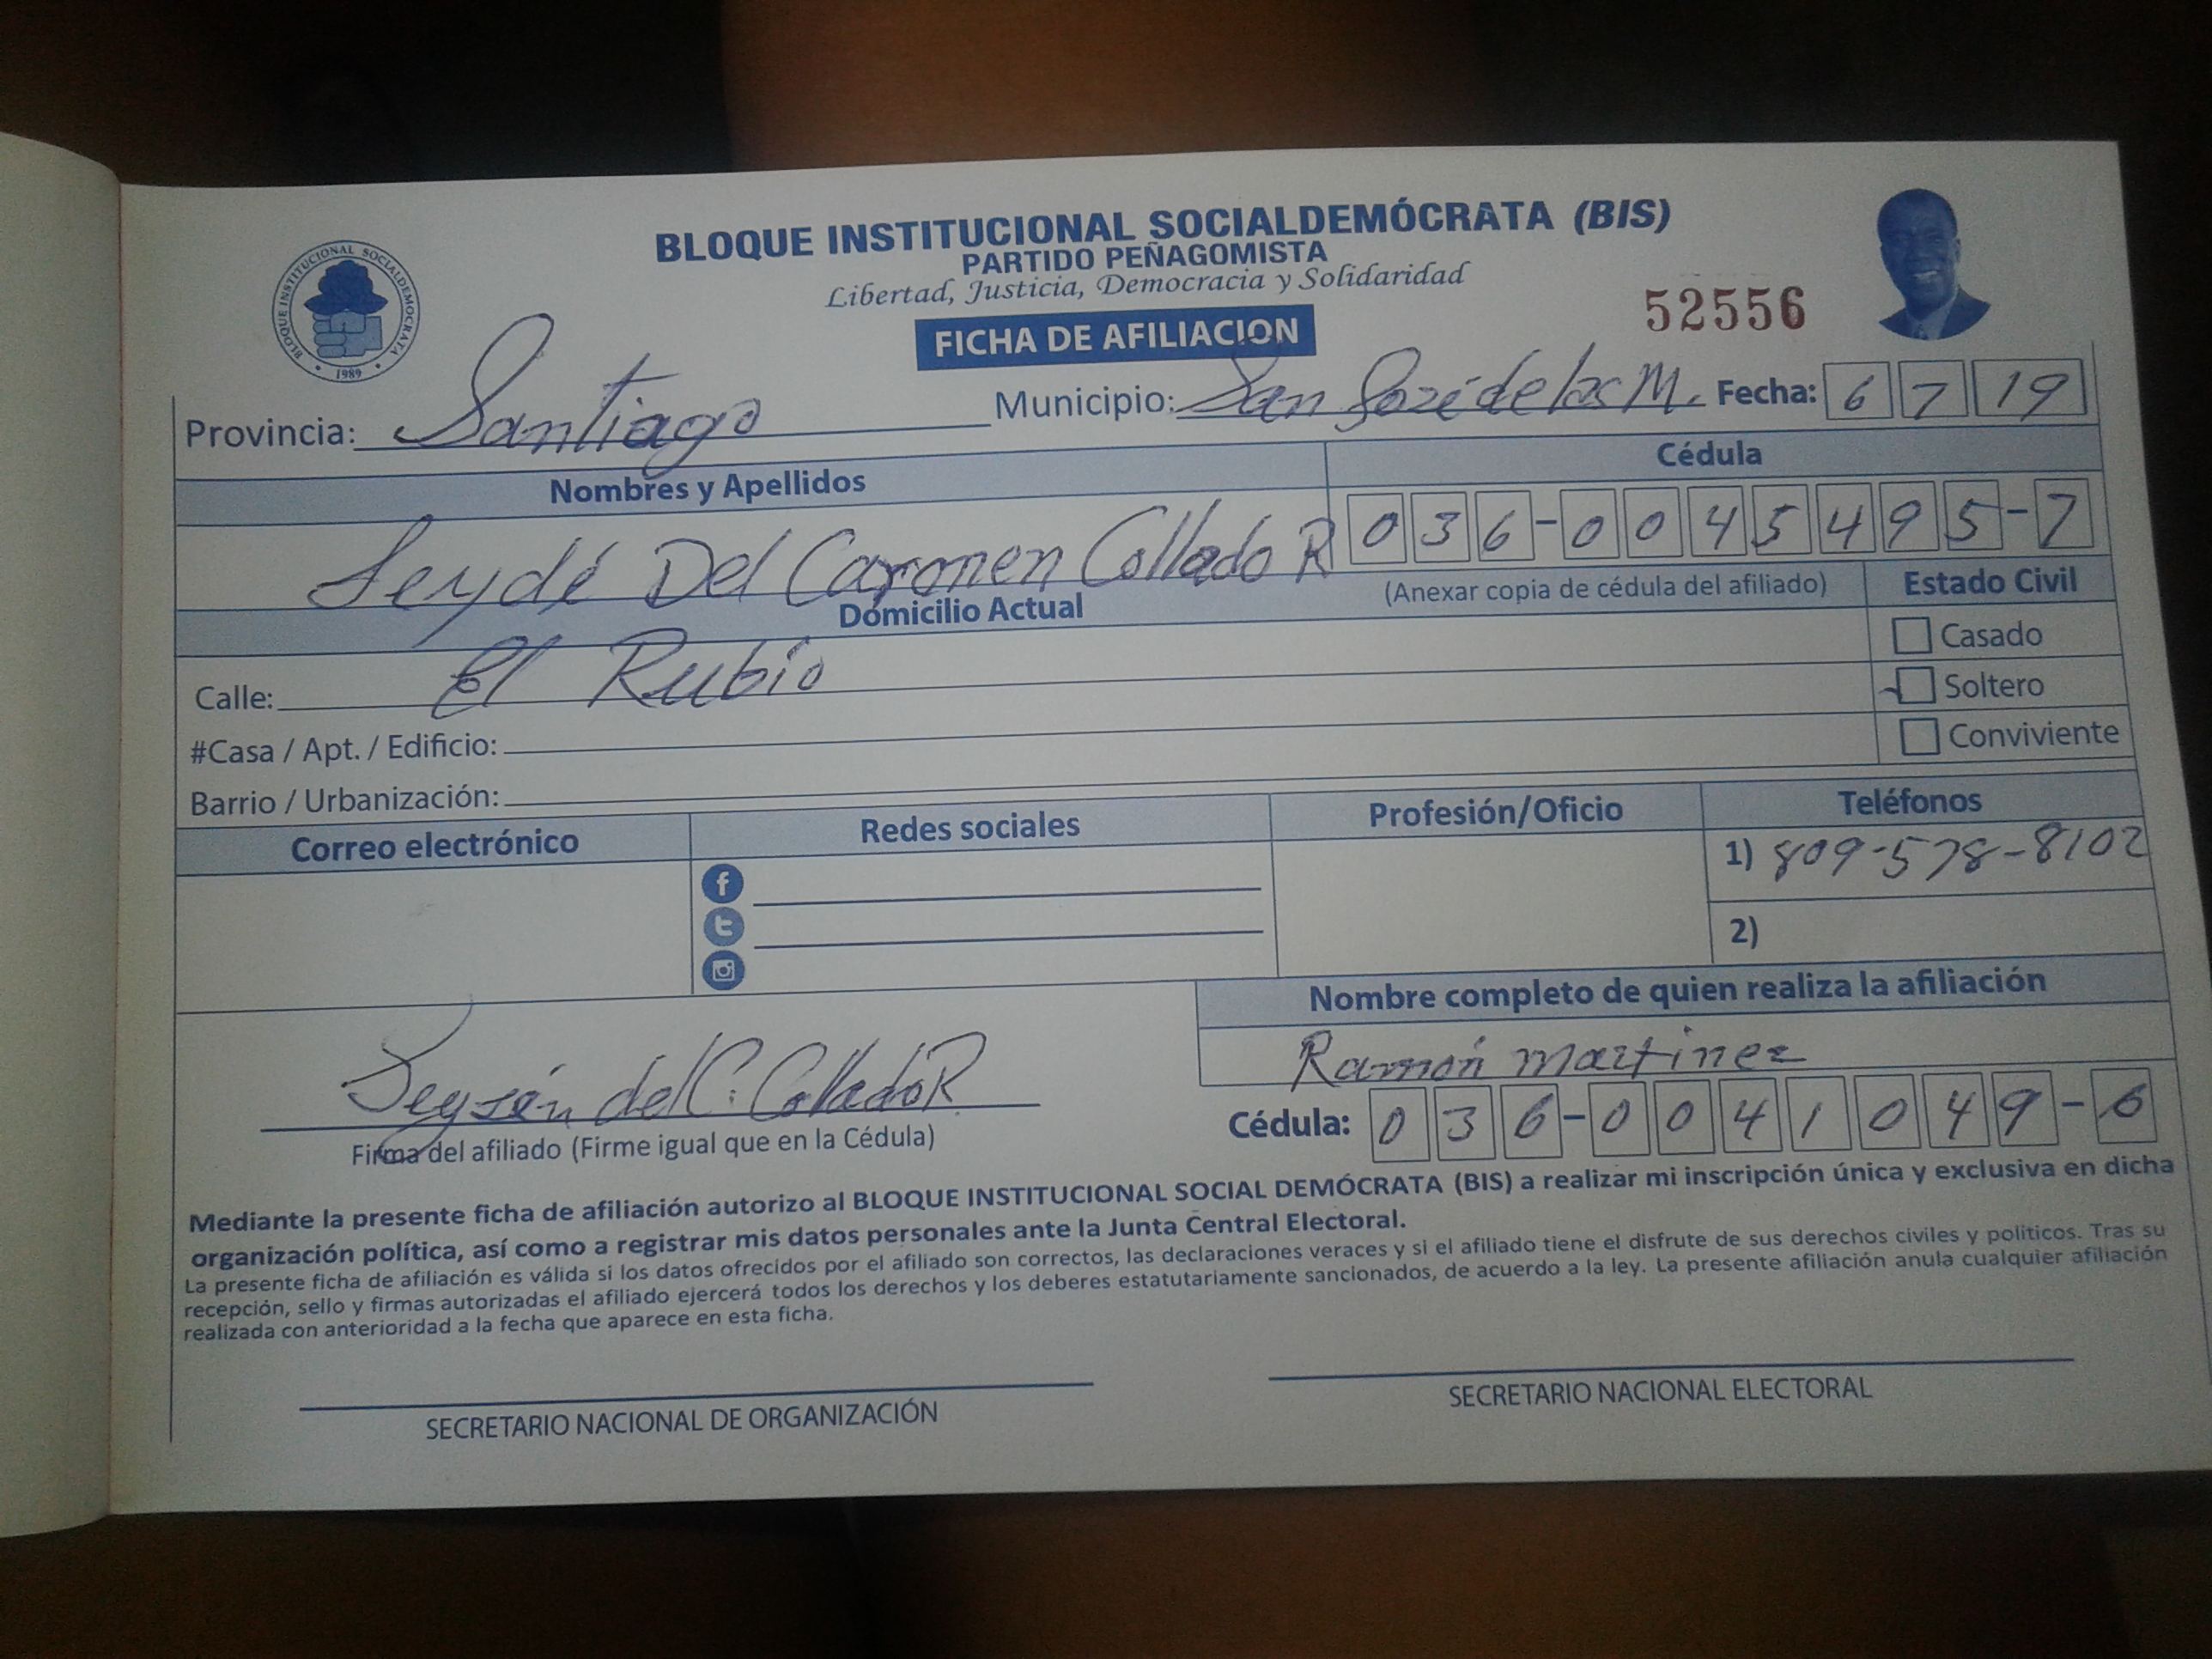 BLOQUE INSTITUCIONAL SOCIALDEMÓCRATA (BIS)
PARTIDO PEÑAGOMISTA
Libertad, Justicia, Democracia y Solidaridad
BLOQUE INSTITUCIONAL SOCIALDEMOCRATA
• 1989 •
52556
FICHA DE AFILIACION
Provincia: Santiago Municipio: San José de las M. Fecha: 6 7 19
Nombres y Apellidos Cédula
Del Carmen Collado R 036-0045495-7
(Anexar copia de cédula del afiliado) Estado Civil
Domicilio Actual
Casado
Calle: El Rubio
Soltero
#Casa / Apt. / Edificio:
Conviviente
Barrio / Urbanización:
Correo electrónico Redes sociales Profesión/Oficio Teléfonos
1) 809-578-8102
2)
Nombre completo de quien realiza la afiliación
Ramón martinez
del C. Collado R
Cédula: 036-0041049-6
Firma del afiliado (Firme igual que en la Cédula)
Mediante la presente ficha de afiliación autorizo al BLOQUE INSTITUCIONAL SOCIAL DEMÓCRATA (BIS) a realizar mi inscripción única y exclusiva en dicha
organización política, así como a registrar mis datos personales ante la Junta Central Electoral.
La presente ficha de afiliación es válida si los datos ofrecidos por el afiliado son correctos, las declaraciones veraces y si el afiliado tiene el disfrute de sus derechos civiles y políticos. Tras su
recepción, sello y firmas autorizadas el afiliado ejercerá todos los derechos y los deberes estatutariamente sancionados, de acuerdo a la ley. La presente afiliación anula cualquier afiliación
realizada con anterioridad a la fecha que aparece en esta ficha.
SECRETARIO NACIONAL DE ORGANIZACIÓN SECRETARIO NACIONAL ELECTORAL